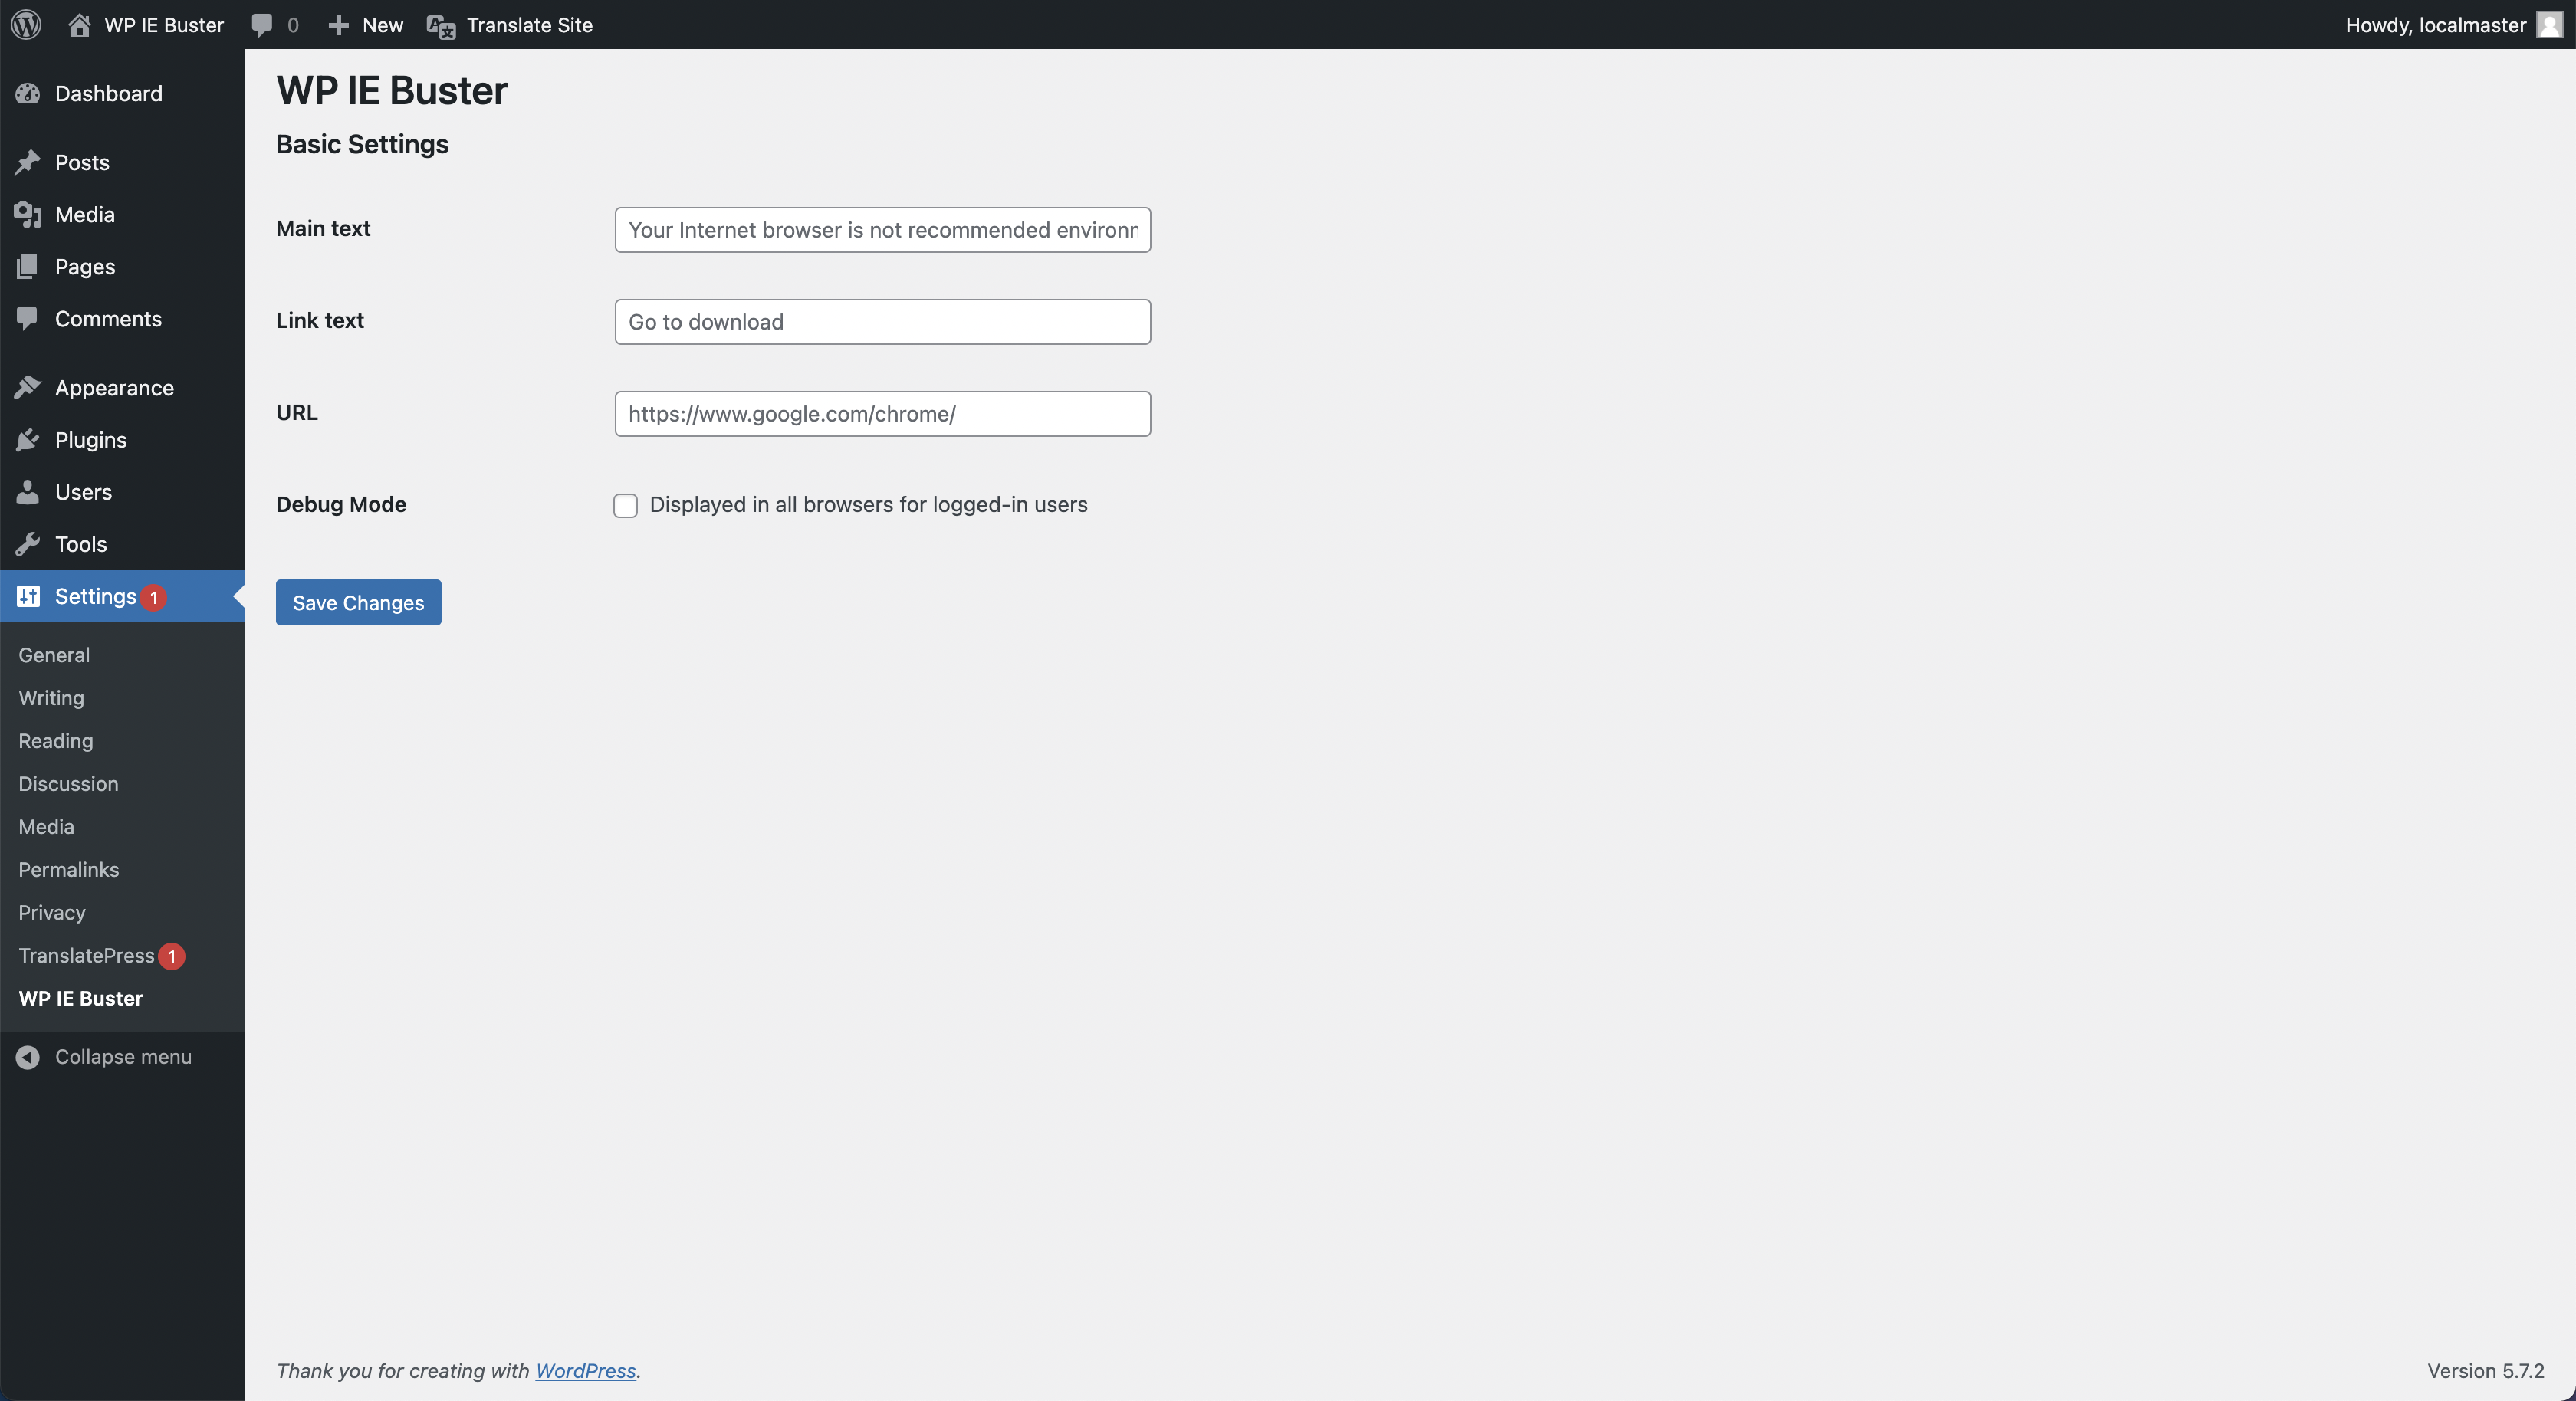 WP IE Buster 0 New Translate Site Howdy, localmaster
Dashboard
Posts
Media
Pages
Comments
Appearance
Plugins
Users
Tools
Settings 1
General
Writing
Reading
Discussion
Media
Permalinks
Privacy
TranslatePress 1
WP IE Buster
Collapse menu
WP IE Buster
Basic Settings
Main text Your Internet browser is not recommended
Link text Go to download
URL https://www.google.com/chrome/
Debug Mode Displayed in all browsers for logged-in users
Save Changes
Thank you for creating with WordPress. Version 5.7.2